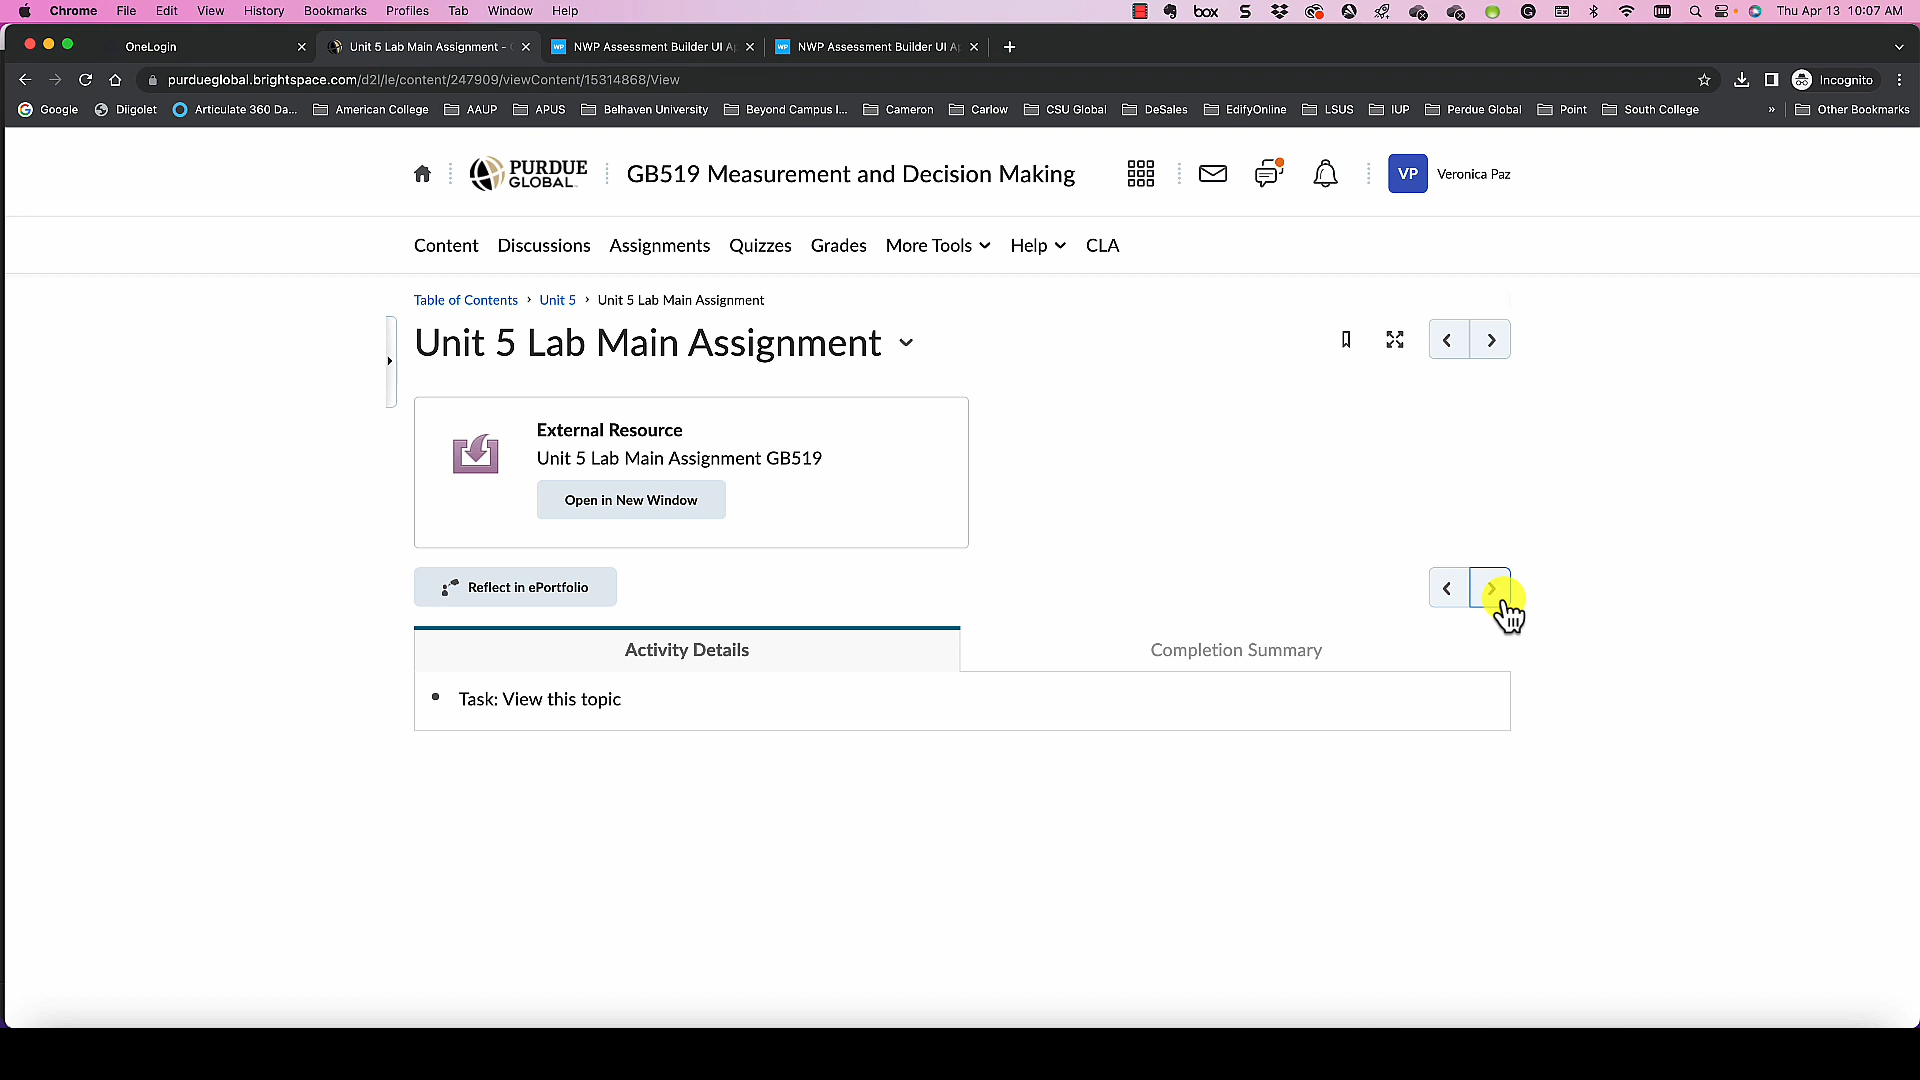 Chrome File Edit View History Bookmarks Profiles Tab Window Help box S Thu Apr 13 10:07 AM
OneLogin Unit 5 Lab Main Assignment - WP NWP Assessment Builder UI WP NWP Assessment Builder UI
purdueglobal.brightspace.com/d2l/le/content/247909/viewContent/15314868/View Incognito
Google Diigolet Articulate 360 Da... American College AAUP APUS Belhaven University Beyond Campus I... Cameron Carlow CSU Global DeSales EdifyOnline LSUS IUP Perdue Global Point South College » Other Bookmarks
PURDUE GLOBAL GB519 Measurement and Decision Making VP Veronica Paz
Content Discussions Assignments Quizzes Grades More Tools Help CLA
Table of Contents › Unit 5 › Unit 5 Lab Main Assignment
Unit 5 Lab Main Assignment
External Resource
Unit 5 Lab Main Assignment GB519
Open in New Window
Reflect in ePortfolio
Activity Details Completion Summary
Task: View this topic